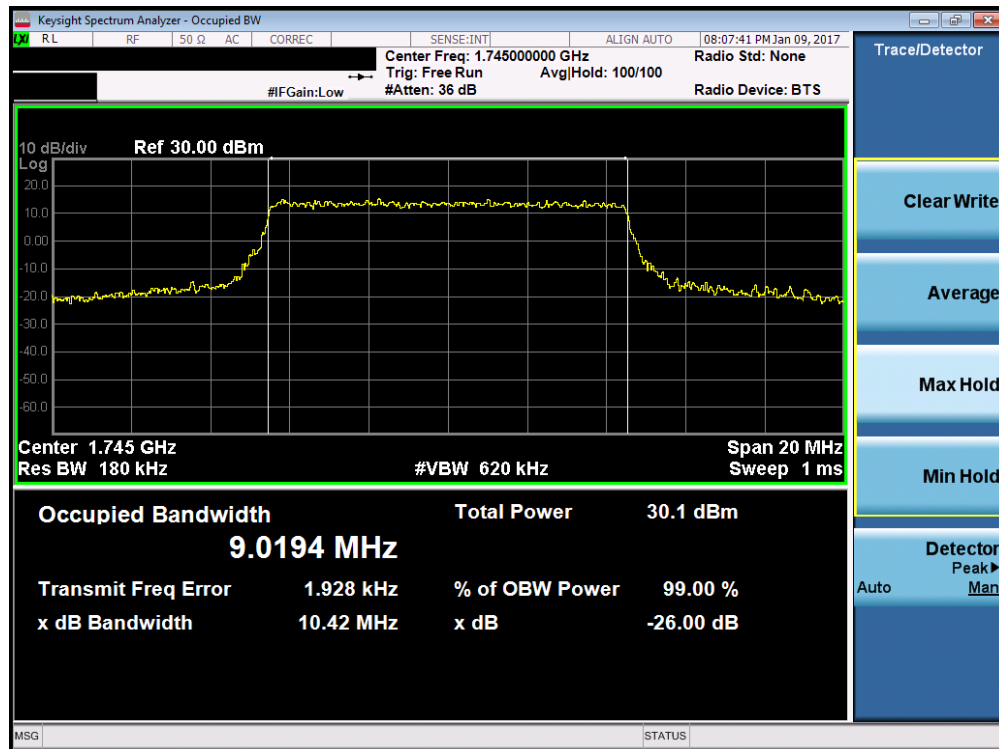 Keysight Spectrum Analyzer - Occupied BW
LXI RL RF 50 Ω AC CORREC SENSE:INT ALIGN AUTO 08:07:41 PM Jan 09, 2017
Center Freq: 1.745000000 GHz Radio Std: None
Trig: Free Run Avg|Hold: 100/100
#IFGain:Low #Atten: 36 dB Radio Device: BTS
10 dB/div Ref 30.00 dBm
Log
20.0
10.0
0.00
-10.0
-20.0
-30.0
-40.0
-50.0
-60.0
Center 1.745 GHz Span 20 MHz
Res BW 180 kHz #VBW 620 kHz Sweep 1 ms
Occupied Bandwidth Total Power 30.1 dBm
9.0194 MHz
Transmit Freq Error 1.928 kHz % of OBW Power 99.00 %
x dB Bandwidth 10.42 MHz x dB -26.00 dB
MSG STATUS
Trace/Detector
Clear Write
Average
Max Hold
Min Hold
Detector
Peak▶
Auto Man